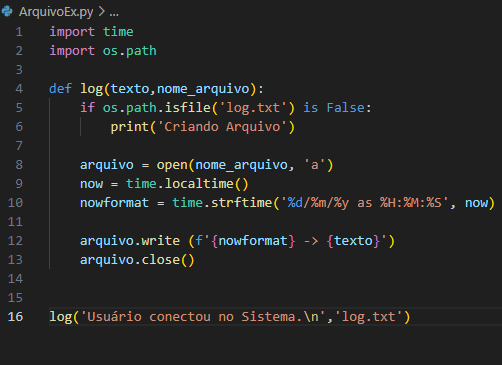 ArquivoEx.py > ...
1 import time
2 import os.path
3
4 def log(texto,nome_arquivo):
5     if os.path.isfile('log.txt') is False:
6         print('Criando Arquivo')
7
8     arquivo = open(nome_arquivo, 'a')
9     now = time.localtime()
10     nowformat = time.strftime('%d/%m/%y as %H:%M:%S', now)
11
12     arquivo.write (f'{nowformat} -> {texto}')
13     arquivo.close()
14
15
16 log('Usuário conectou no Sistema.\n','log.txt')